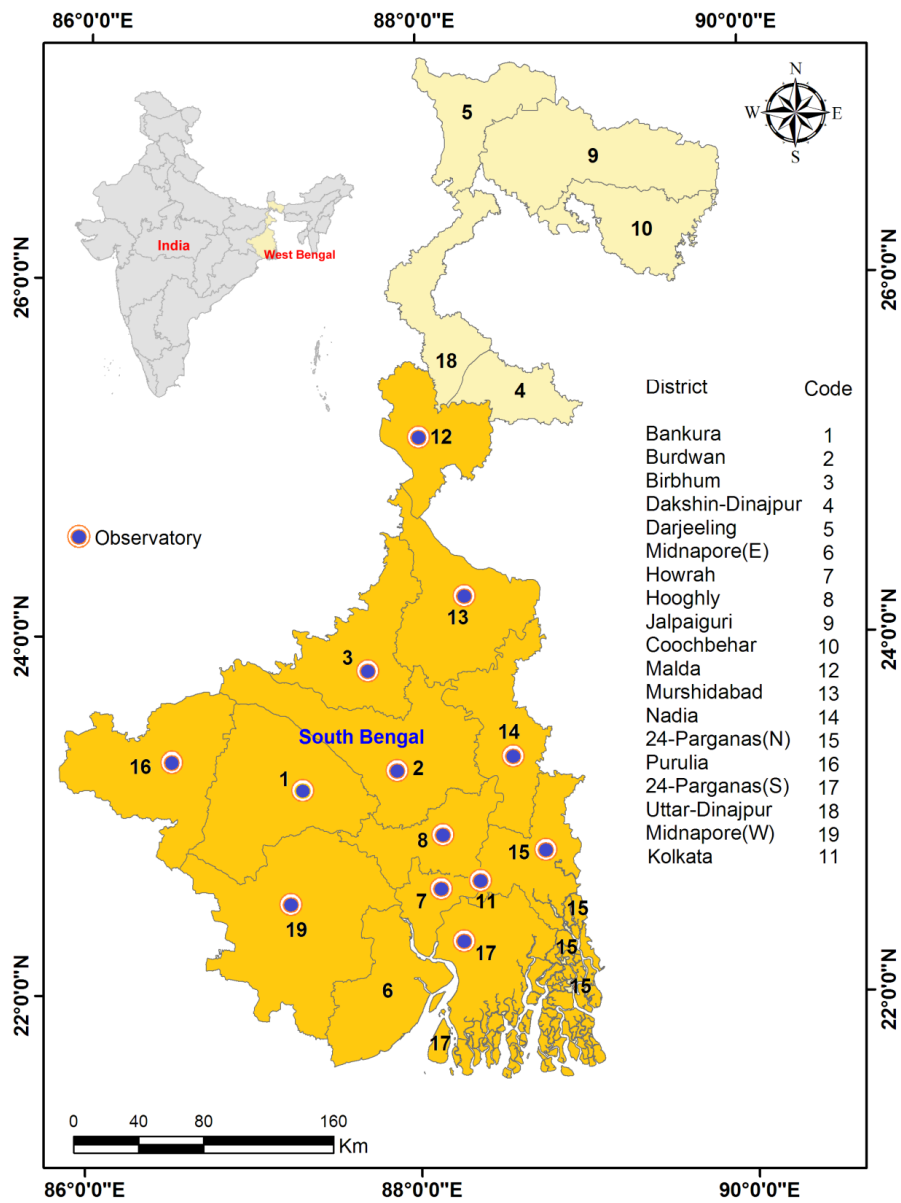 86°0'0"E 88°0'0"E 90°0'0"E
N
W E
S
5
9
10
India
West Bengal
26°0'0"N 26°0'0"N
18
4
District Code
12
Bankura 1
Burdwan 2
Birbhum 3
Dakshin-Dinajpur 4
Darjeeling 5
Observatory
Midnapore(E) 6
Howrah 7
Hooghly 8
Jalpaiguri 9
Coochbehar 10
Malda 12
Murshidabad 13
Nadia 14
24-Parganas(N) 15
Purulia 16
24-Parganas(S) 17
Uttar-Dinajpur 18
Midnapore(W) 19
Kolkata 11
13
24°0'0"N 24°0'0"N
3
South Bengal
14
16
1
2
8
15
7
11
15
19
17
15
15
6
22°0'0"N 22°0'0"N
17
0 40 80 160
Km
86°0'0"E 88°0'0"E 90°0'0"E